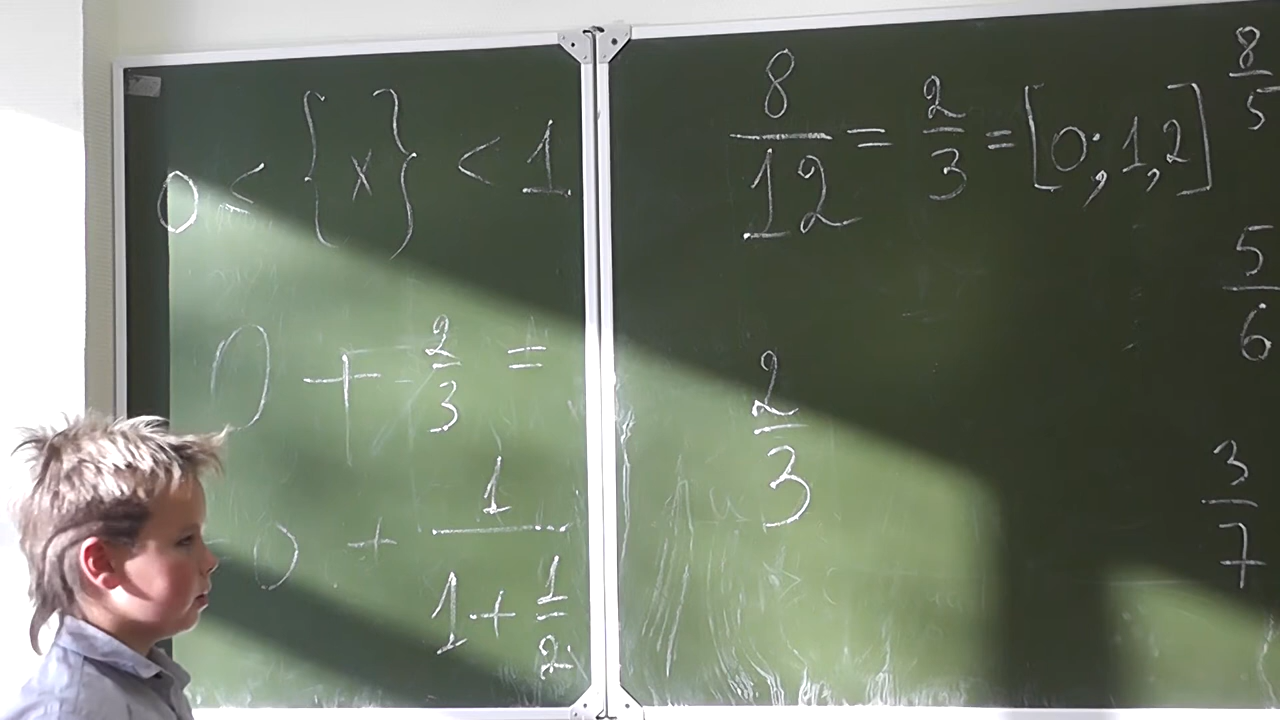 0 ≤ {x} < 1
0 + 2/3 =
0 + 1/(1 + 1/2)
8/12 = 2/3 = [0; 1, 2]
2/3
8/5
5/6
3/7